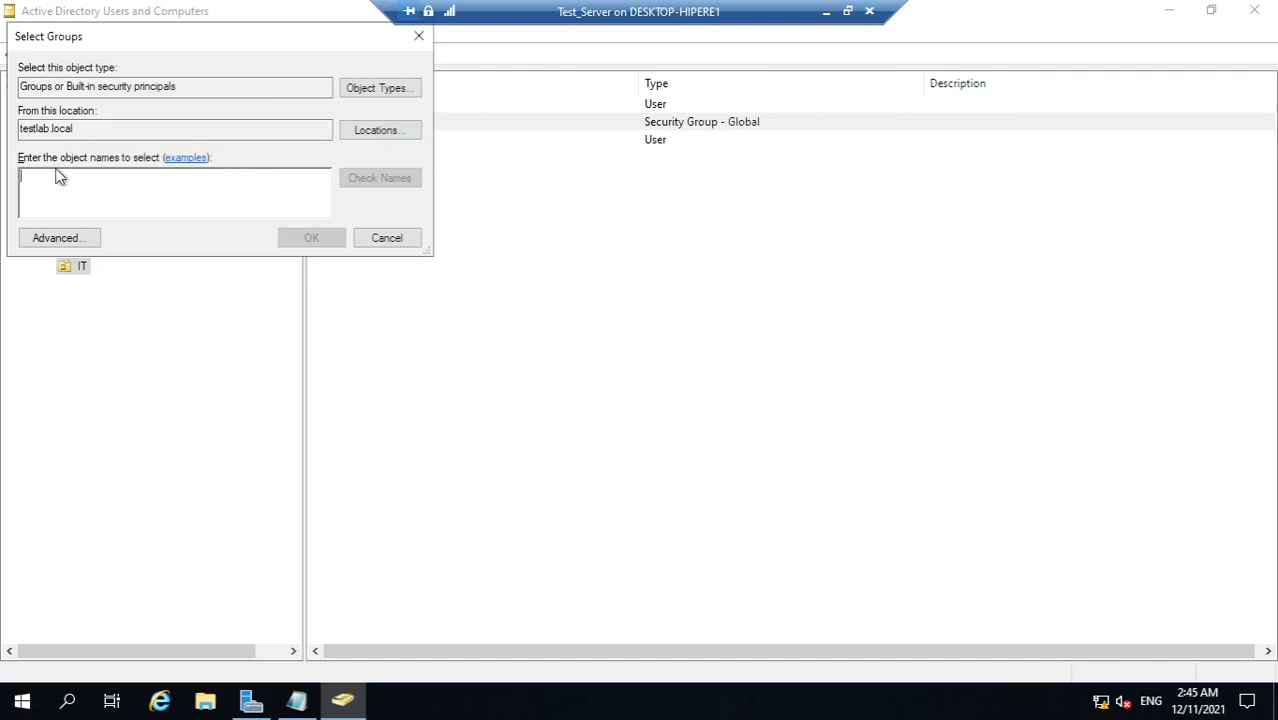 Active Directory Users and Computers
Test_Server on DESKTOP-HIPERE1
Select Groups
Select this object type:
Groups or Built-in security principals
Object Types...
From this location:
testlab.local
Locations...
Enter the object names to select (examples):
Check Names
Advanced...
OK
Cancel
IT
Type
Description
User
Security Group - Global
User
ENG
2:45 AM
12/11/2021